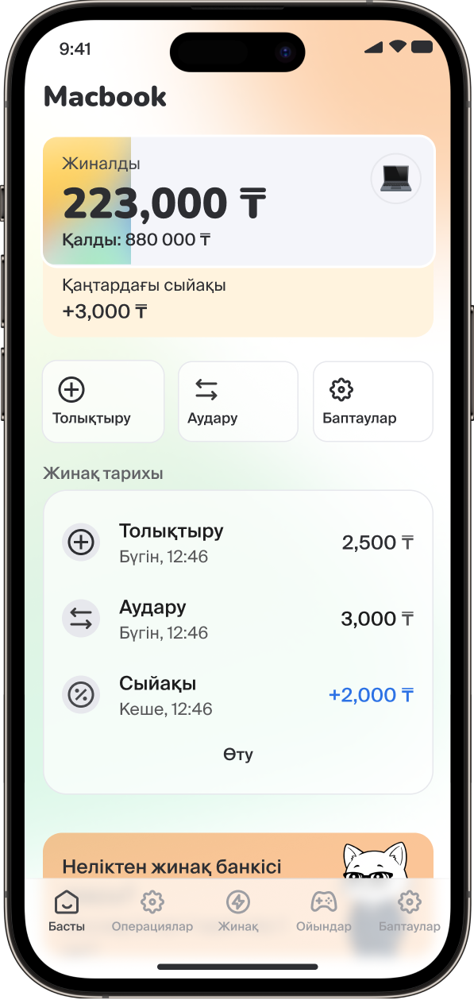 9:41
Macbook
Жиналды
223,000 ₸
Қалды: 880 000 ₸
Қаңтардағы сыйақы
+3,000 ₸
Толықтыру
Аудару
Баптаулар
Жинақ тарихы
Толықтыру
2,500 ₸
Бүгін, 12:46
Аудару
3,000 ₸
Бүгін, 12:46
Сыйақы
+2,000 ₸
Кеше, 12:46
Өту
Неліктен жинақ банкісі
Басты
Операциялар
Жинақ
Ойындар
Баптаулар